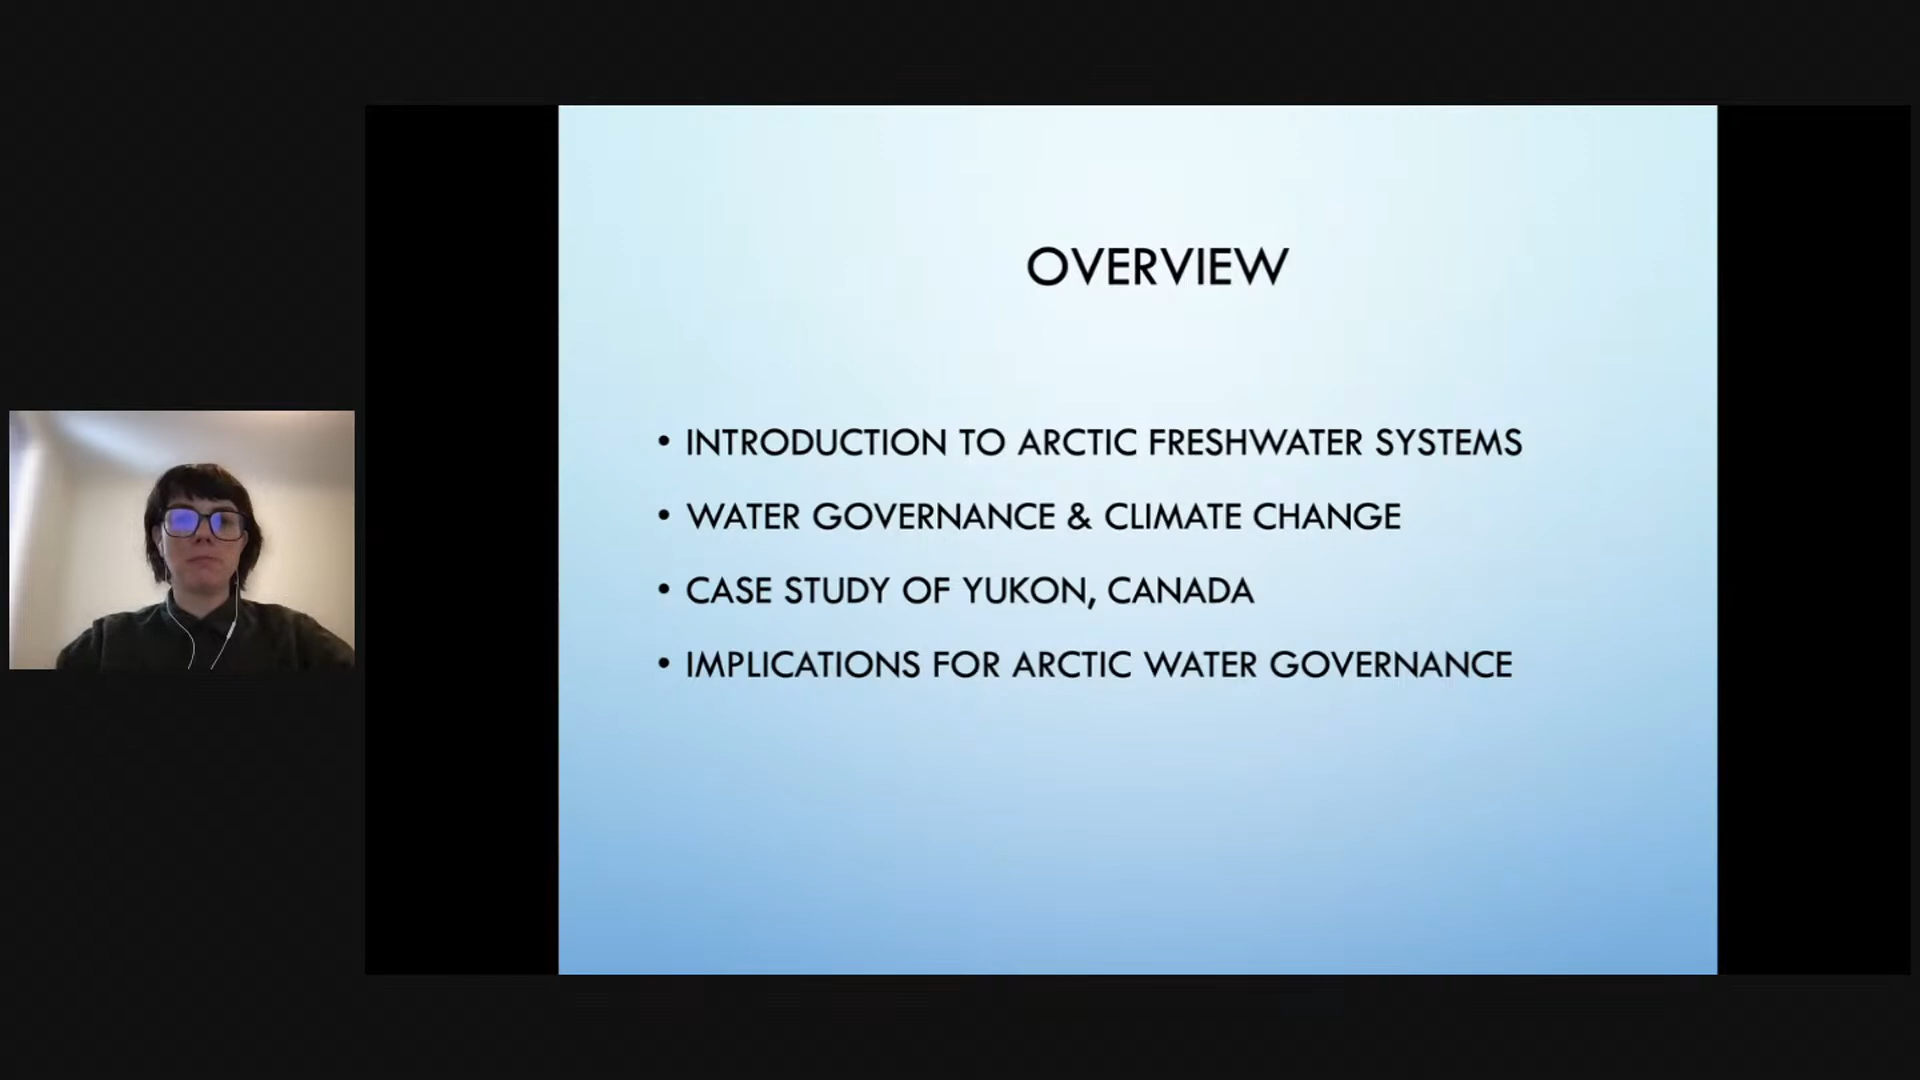 OVERVIEW
• INTRODUCTION TO ARCTIC FRESHWATER SYSTEMS
• WATER GOVERNANCE & CLIMATE CHANGE
• CASE STUDY OF YUKON, CANADA
• IMPLICATIONS FOR ARCTIC WATER GOVERNANCE